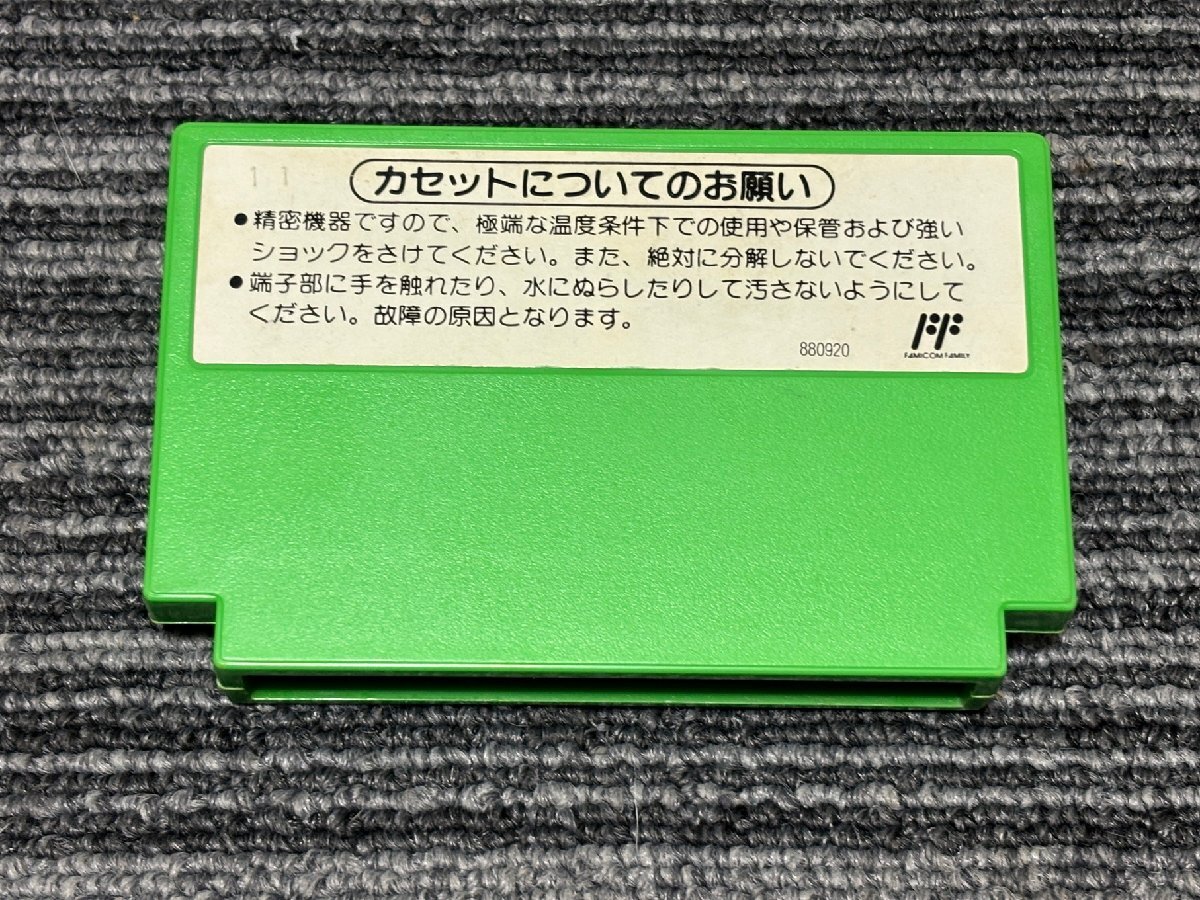 11
カセットについてのお願い
●精密機器ですので、極端な温度条件下での使用や保管および強い
ショックをさけてください。また、絶対に分解しないでください。
●端子部に手を触れたり、水にぬらしたりして汚さないようにして
ください。故障の原因となります。
880920
FF
FAMICOM FAMILY